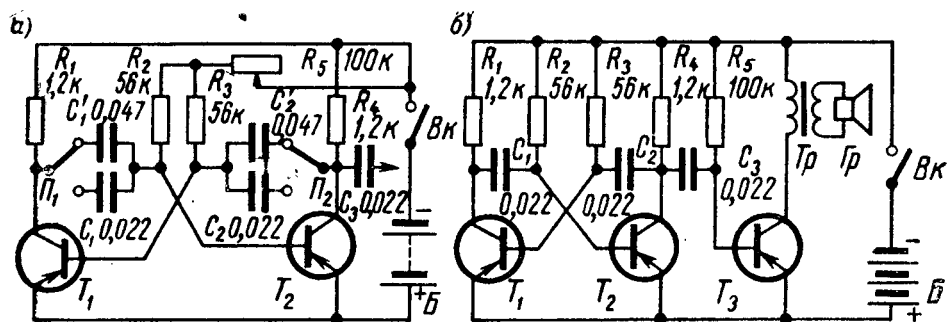 а)
R₁
1,2к
R₂
56к
R₃
56к
R₅
100к
C₁' 0,047
C₂'
0,047
R₄
1,2к
Вк
П₁
П₂
C₁ 0,022
C₂ 0,022
C₃ 0,022
−
+ Б
T₁
T₂
б)
R₁
1,2к
R₂
56к
R₃
56к
R₄
1,2к
R₅
100к
C₁
0,022
C₂
0,022
C₃
0,022
Тр
Гр
Вк
−
Б
+
T₁
T₂
T₃